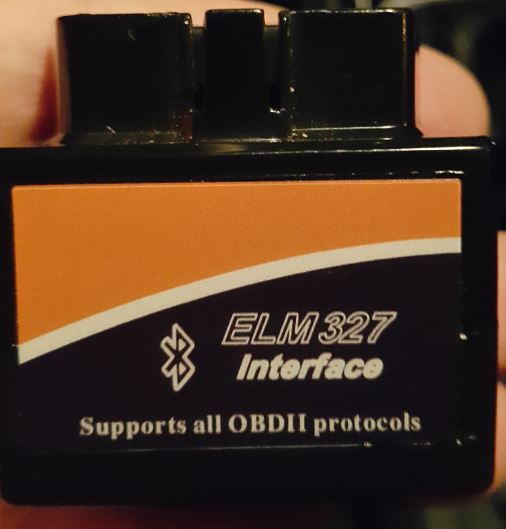 ELM327
Interface
Supports all OBDII protocols